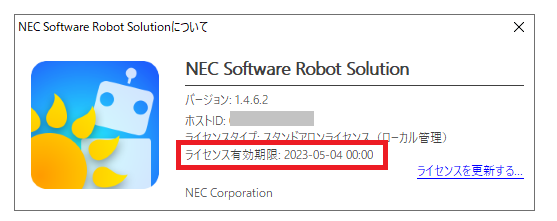 NEC Software Robot Solutionについて
NEC Software Robot Solution
バージョン: 1.4.6.2
ホストID:
ライセンスタイプ: スタンドアロンライセンス（ローカル管理）
ライセンス有効期限: 2023-05-04 00:00
ライセンスを更新する...
NEC Corporation